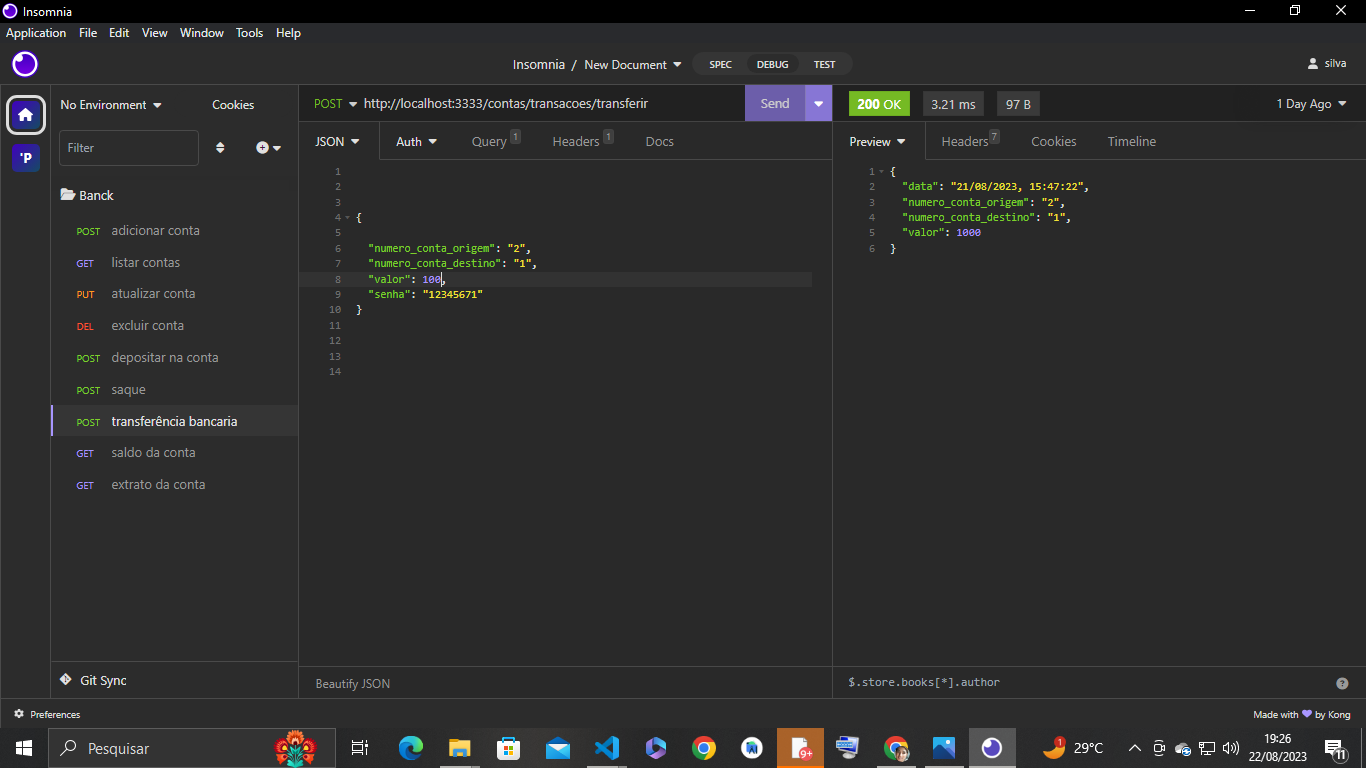 Insomnia
Application File Edit View Window Tools Help
Insomnia / New Document SPEC DEBUG TEST silva
No Environment Cookies
POST http://localhost:3333/contas/transacoes/transferir Send
200 OK 3.21 ms 97 B 1 Day Ago
Filter
JSON Auth Query 1 Headers 1 Docs
Preview Headers 7 Cookies Timeline
'P
Banck
POST adicionar conta
GET listar contas
PUT atualizar conta
DEL excluir conta
POST depositar na conta
POST saque
POST transferência bancaria
GET saldo da conta
GET extrato da conta
1
2
3
4 {
5
6 "numero_conta_origem": "2",
7 "numero_conta_destino": "1",
8 "valor": 100,
9 "senha": "12345671"
10 }
11
12
13
14
1 {
2 "data": "21/08/2023, 15:47:22",
3 "numero_conta_origem": "2",
4 "numero_conta_destino": "1",
5 "valor": 1000
6 }
Git Sync
Beautify JSON
$.store.books[*].author
Preferences
Made with by Kong
Pesquisar
9+
1
29°C
19:26
22/08/2023
11